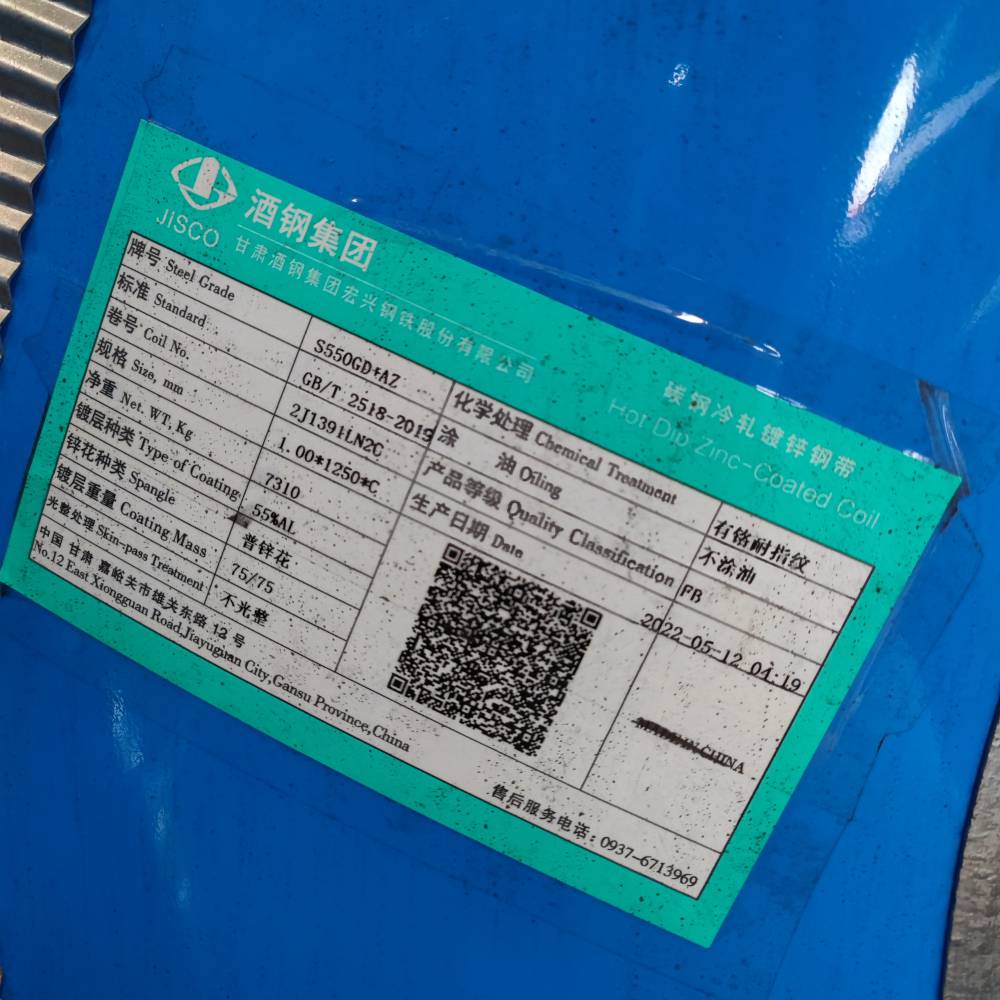 酒钢集团
JISCO 甘肃酒钢集团宏兴钢铁股份有限公司
碳钢冷轧镀锌钢带
Hot Dip Zinc-Coated Coil
牌号 Steel Grade S550GD+AZ 化学处理 Chemical Treatment 有铬耐指纹
标准 Standard GB/T 2518-2019 涂 油 Oiling 不涂油
卷号 Coil No. 2J1391LN2C 产品等级 Quality Classification FB
规格 Size, mm 1.00*1250*C 生产日期 Date 2022-05-12 04:19
净重 Net. WT, Kg 7310
镀层种类 Type of Coating 55%AL
锌花种类 Spangle 普锌花
镀层重量 Coating Mass 75/75
光整处理 Skin-pass Treatment 不光整
CHINA
中国 甘肃 嘉峪关市雄关东路 12 号
No.12 East Xiongguan Road,Jiayuguan City,Gansu Province,China
售后服务电话:0937-6713969